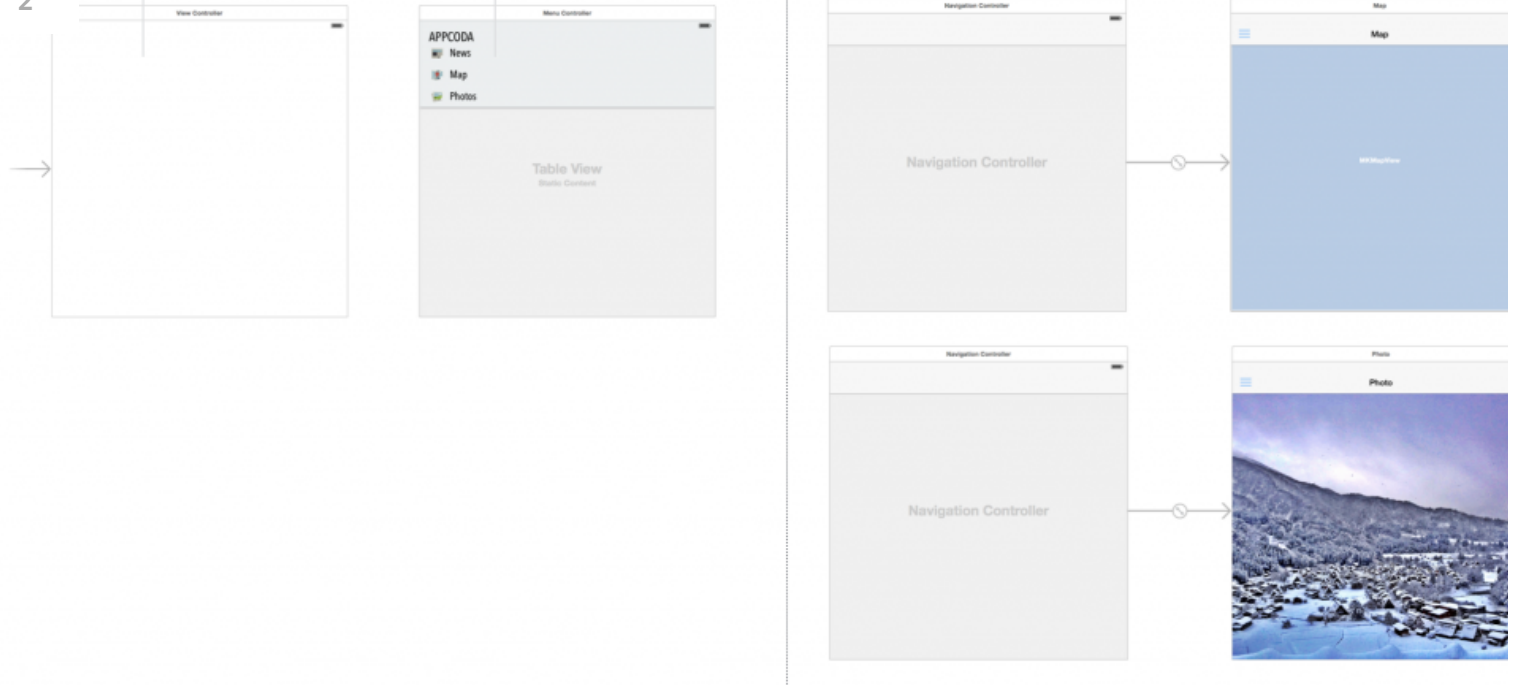 2
View Controller
Menu Controller
APPCODA
News
Map
Photos
Table View
Static Content
Navigation Controller
Navigation Controller
Map
Map
MKMapView
Navigation Controller
Navigation Controller
Photo
Photo